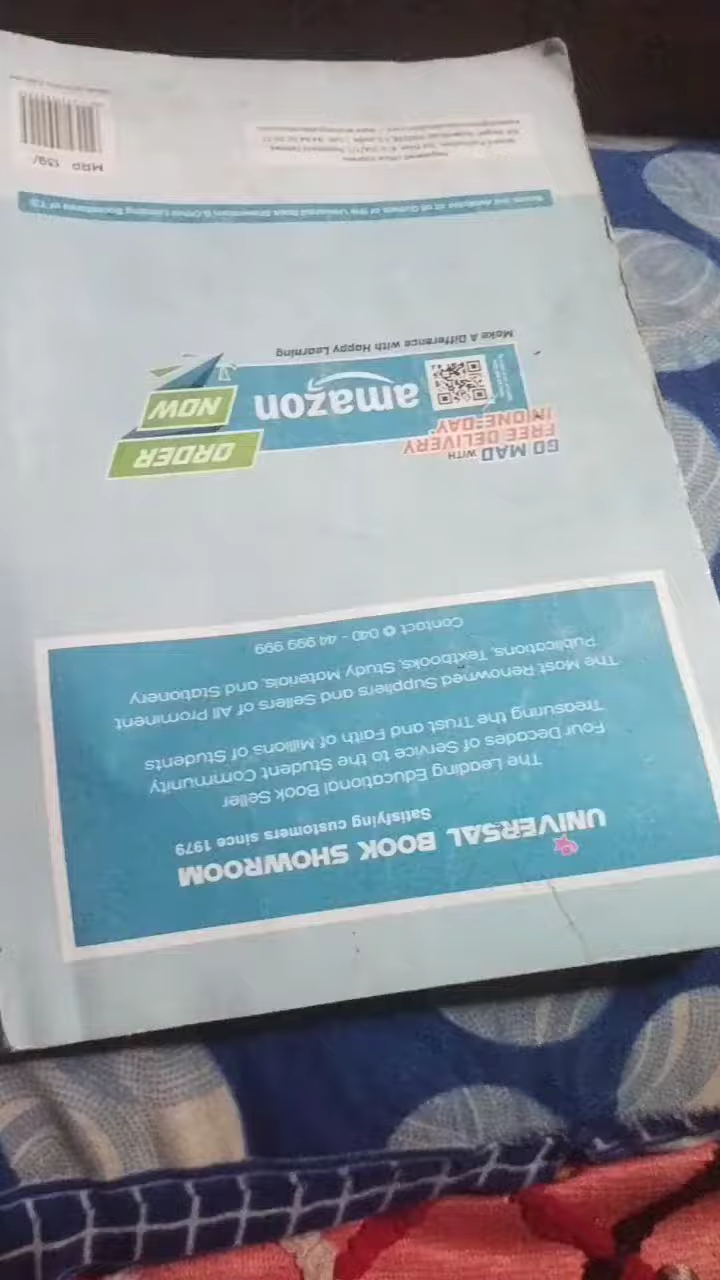 UNIVERSAL BOOK SHOWROOM
Satisfying customers since 1979
The Leading Educational Book Seller
Four Decades of Service to the Student Community
Treasuring the Trust and Faith of Millions of Students
The Most Renowned Suppliers and Sellers of All Prominent
Publications, Textbooks, Study Materials, and Stationery
Contact 040 - 44 999 999
GO MAD WITH
FREE DELIVERY
IN ONE DAY
ORDER
NOW
amazon
Make A Difference with Happy Learning
MRP 139/